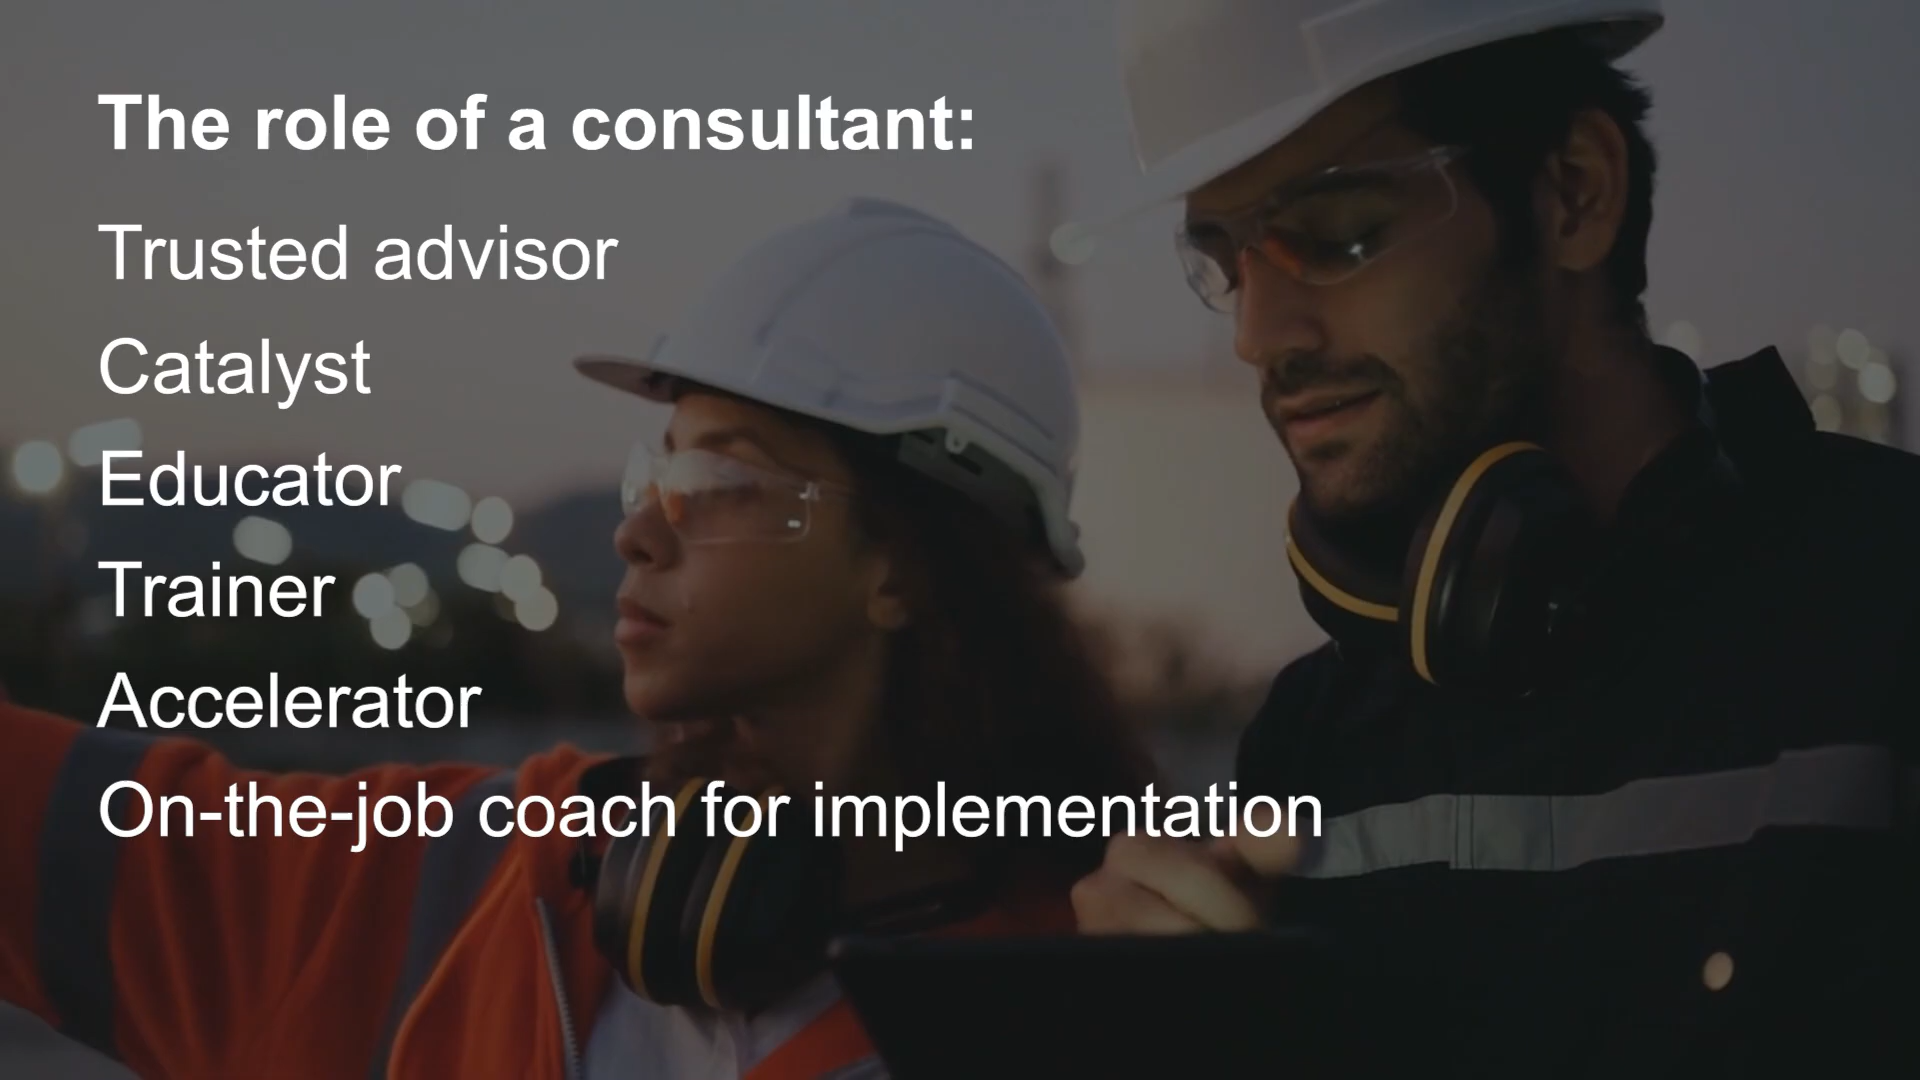 The role of a consultant:
Trusted advisor
Catalyst
Educator
Trainer
Accelerator
On-the-job coach for implementation